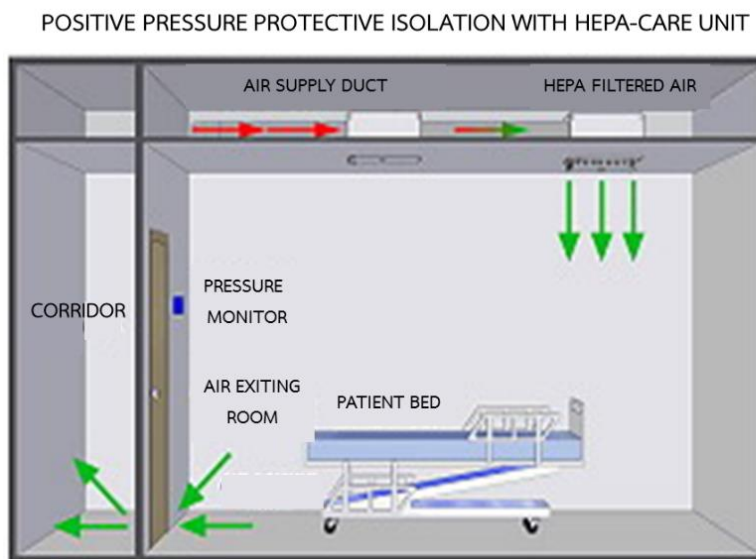 POSITIVE PRESSURE PROTECTIVE ISOLATION WITH HEPA-CARE UNIT
AIR SUPPLY DUCT
HEPA FILTERED AIR
CORRIDOR
PRESSURE
MONITOR
AIR EXITING
ROOM
PATIENT BED